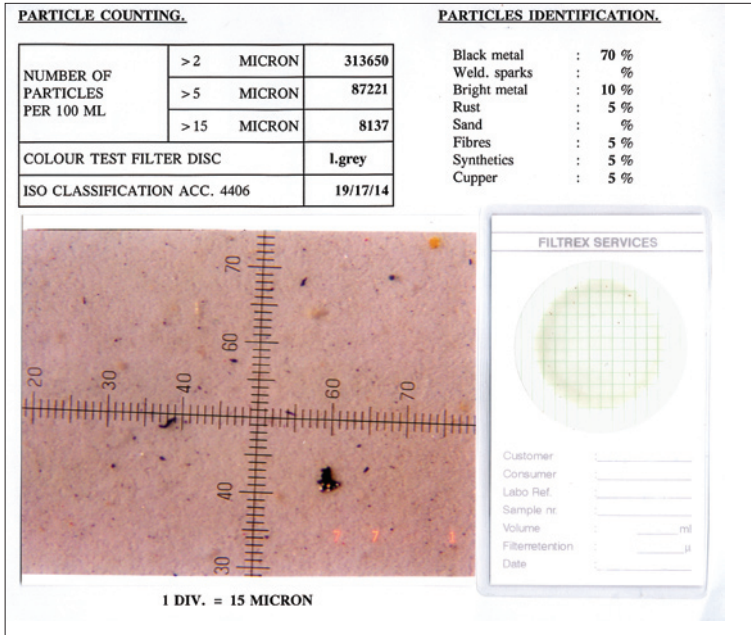 PARTICLE COUNTING.
NUMBER OF PARTICLES PER 100 ML
> 2 MICRON 313650
> 5 MICRON 87221
> 15 MICRON 8137
COLOUR TEST FILTER DISC l.grey
ISO CLASSIFICATION ACC. 4406 19/17/14
PARTICLES IDENTIFICATION.
Black metal : 70 %
Weld. sparks : %
Bright metal : 10 %
Rust : 5 %
Sand : %
Fibres : 5 %
Synthetics : 5 %
Cupper : 5 %
70
60
20 30 40 60 70
40
30
7 1
1 DIV. = 15 MICRON
FILTREX SERVICES
Customer :
Consumer :
Labo Ref. :
Sample nr. :
Volume : ml
Filterretention : µ
Date :